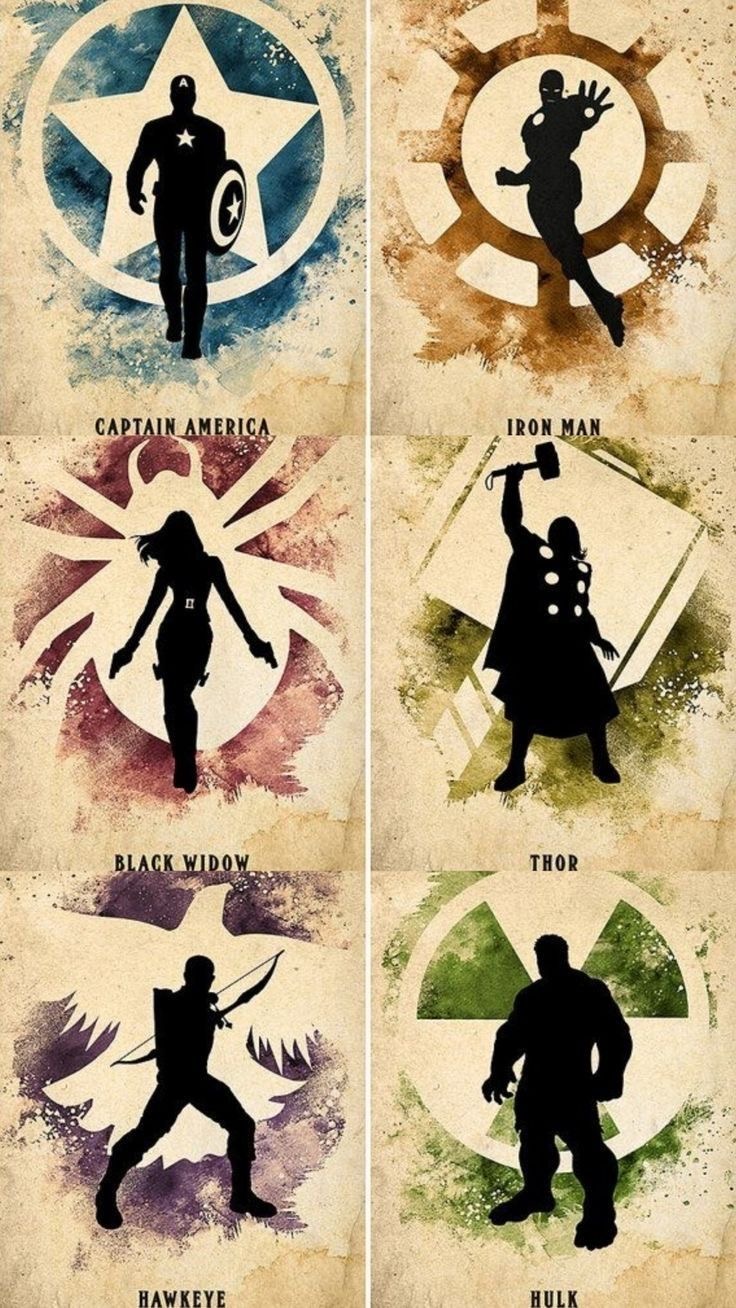 A
CAPTAIN AMERICA
IRON MAN
BLACK WIDOW
THOR
HAWKEYE
HULK